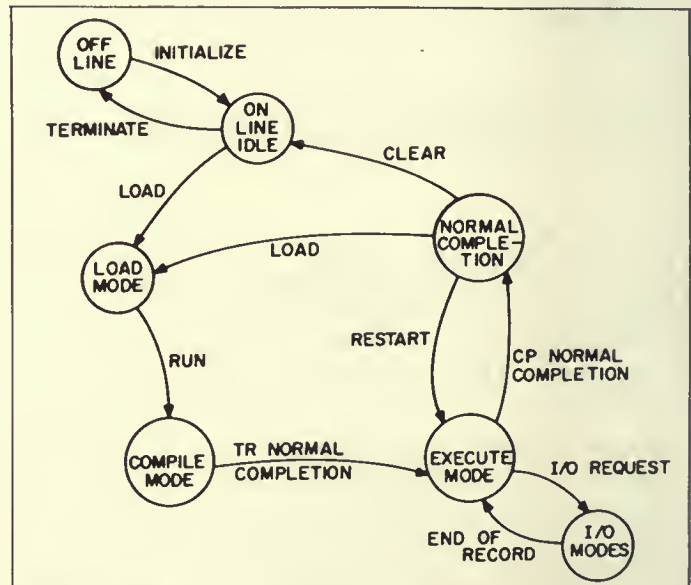 OFF
LINE
INITIALIZE
ON
LINE
IDLE
TERMINATE
CLEAR
LOAD
NORMAL
COMPLE-
TION
LOAD
LOAD
MODE
RESTART
RUN
CP NORMAL
COMPLETION
COMPILE
MODE
TR NORMAL
COMPLETION
EXECUTE
MODE
I/O REQUEST
END OF
RECORD
I/O
MODES